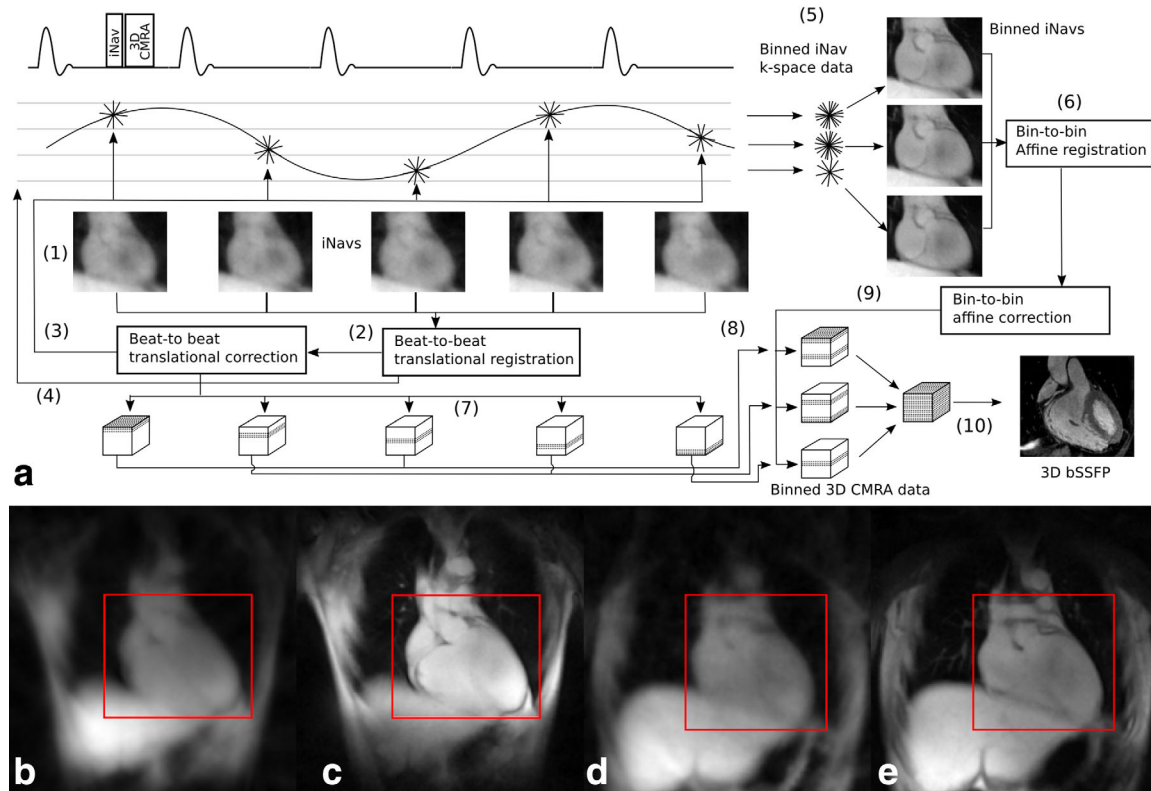 iNav
3D
CMRA
(5)
Binned iNav
k-space data
Binned iNavs
(6)
Bin-to-bin
Affine registration
(1)
iNavs
(9)
Bin-to-bin
affine correction
(3)
Beat-to beat
translational correction
(2)
Beat-to-beat
translational registration
(8)
(4)
(7)
(10)
a
Binned 3D CMRA data
3D bSSFP
b
c
d
e